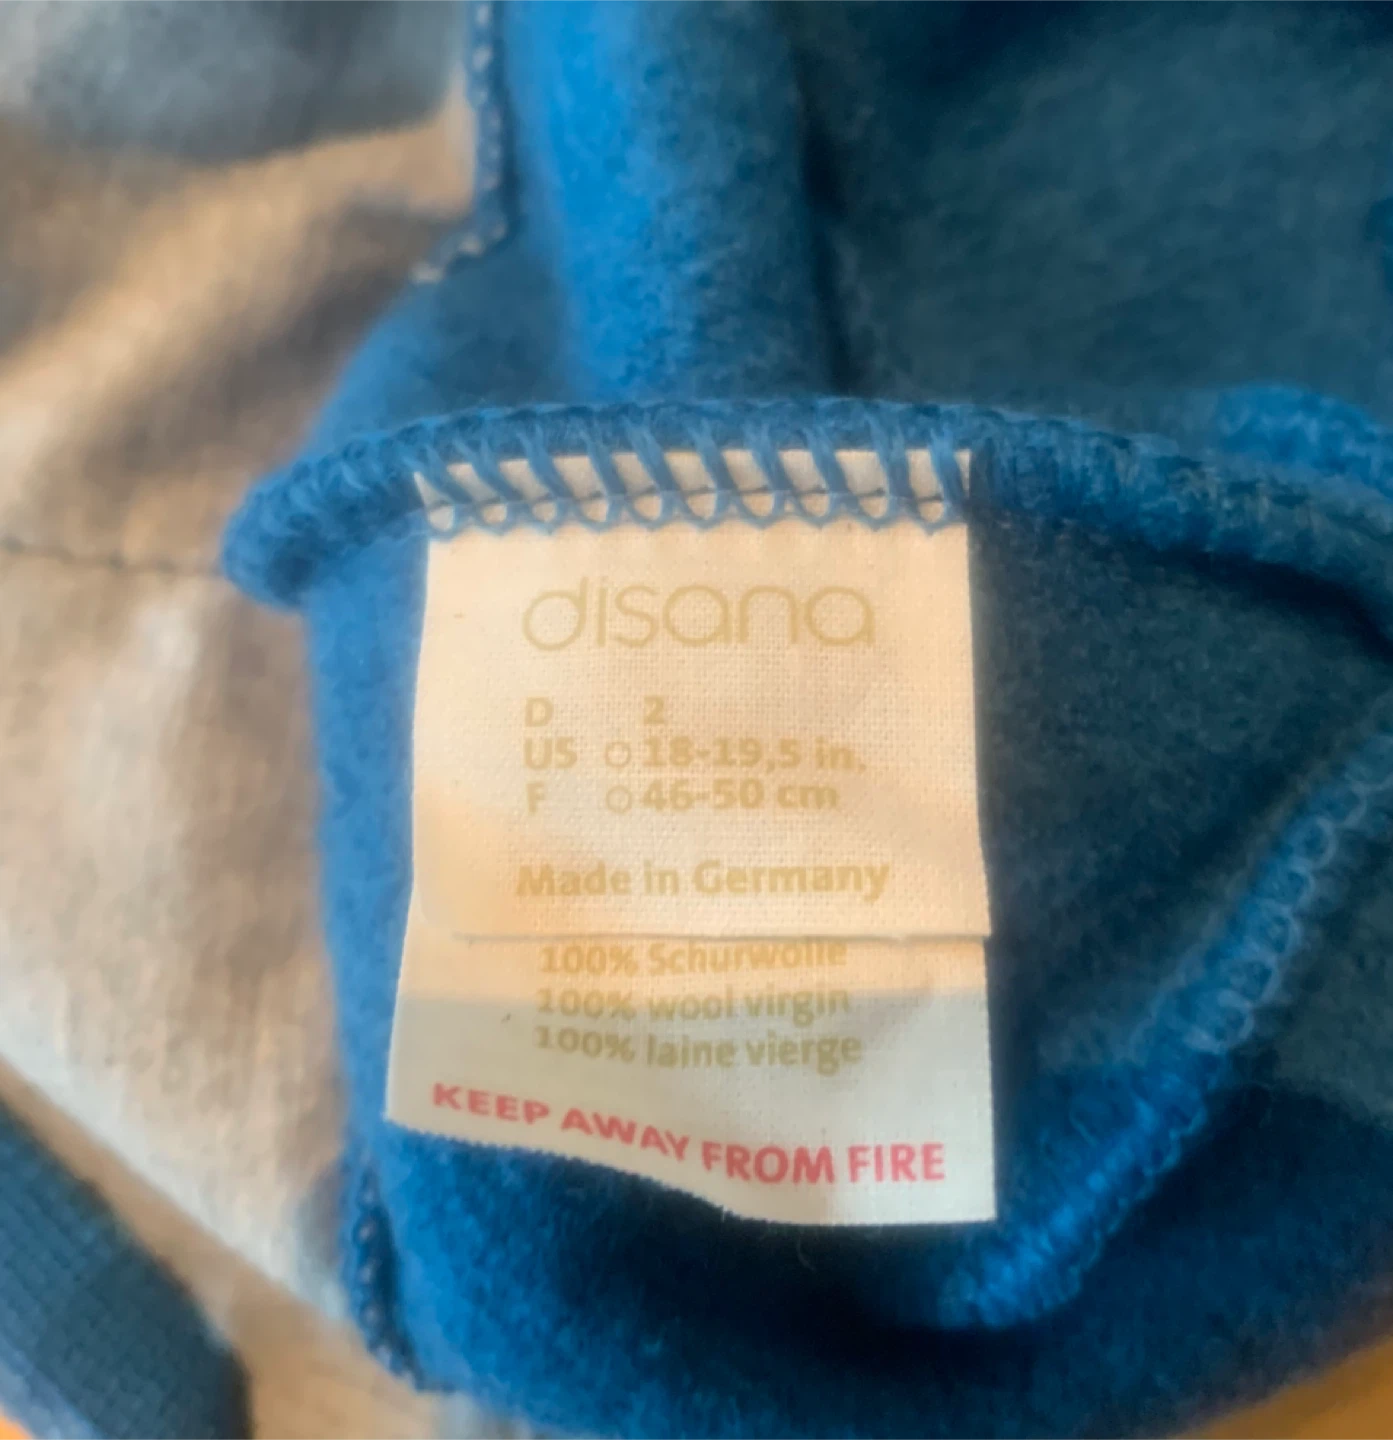 disana
D 2
US ○ 18-19,5 in.
F ○ 46-50 cm
Made in Germany
100% Schurwolle
100% wool virgin
100% laine vierge
KEEP AWAY FROM FIRE